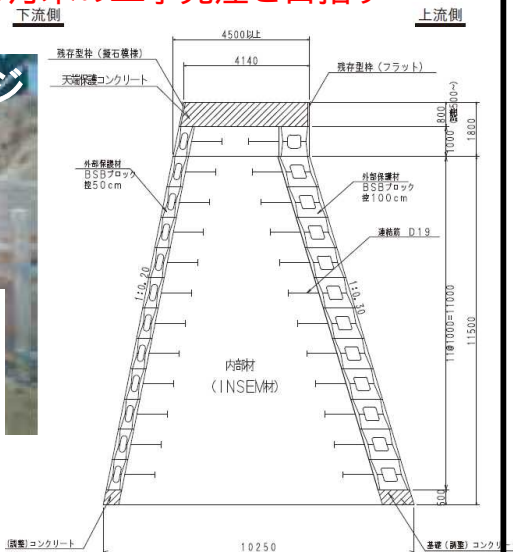 下流側
上流側
4500以上
残存型枠(擬石模様)
4140
残存型枠(フラット)
天端保護コンクリート
800
1000
1800
外部保護材
BSBブロック
控50cm
外部保護材
BSBブロック
控100cm
連結筋 D19
1:0.20
1:0.30
11@1000=11000
11500
内部材
(INSEM材)
500
(調整)コンクリート
10250
基礎(調整)コンクリー